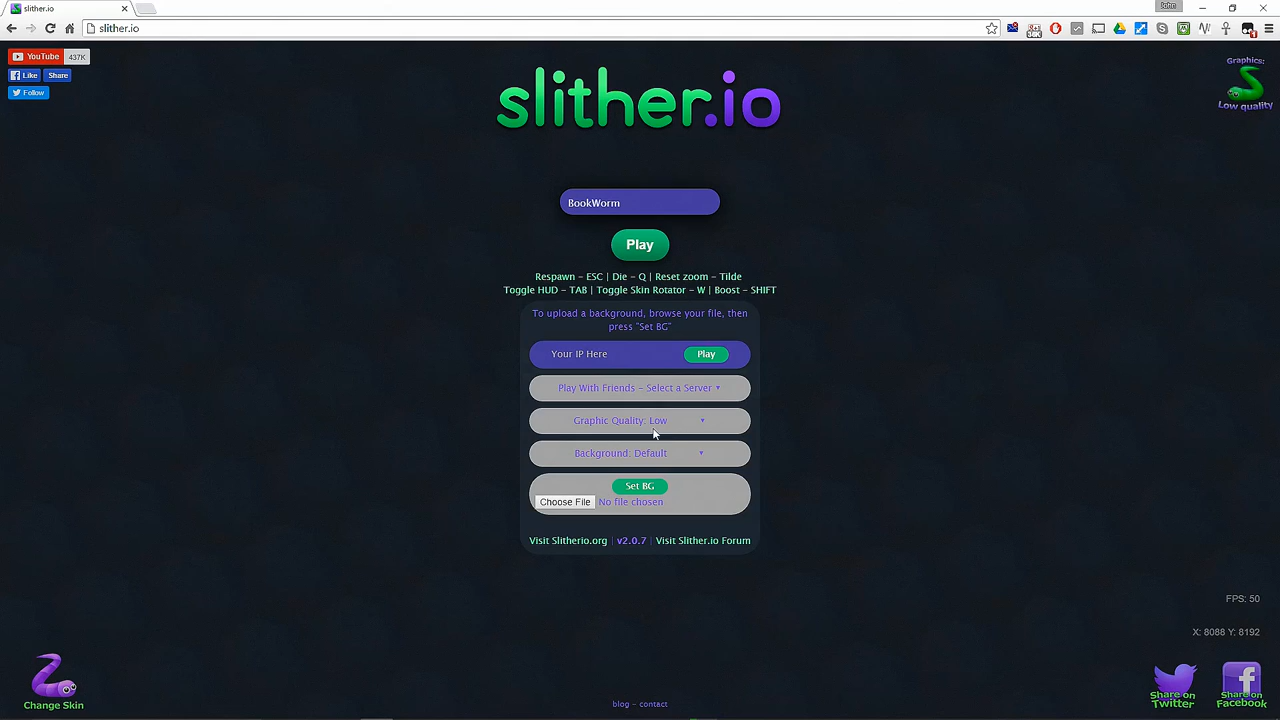 slither.io
John
slither.io
YouTube 437K
Like Share
Follow
Graphics:
Low quality
slither.io
BookWorm
Play
Respawn - ESC | Die - Q | Reset zoom - Tilde
Toggle HUD - TAB | Toggle Skin Rotator - W | Boost - SHIFT
To upload a background, browse your file, then
press "Set BG"
Your IP Here Play
Play With Friends - Select a Server
Graphic Quality: Low
Background: Default
Set BG
Choose File No file chosen
Visit Slitherio.org | v2.0.7 | Visit Slither.io Forum
FPS: 50
X: 8088 Y: 8192
Change Skin
Share on
Twitter
Share on
Facebook
blog - contact